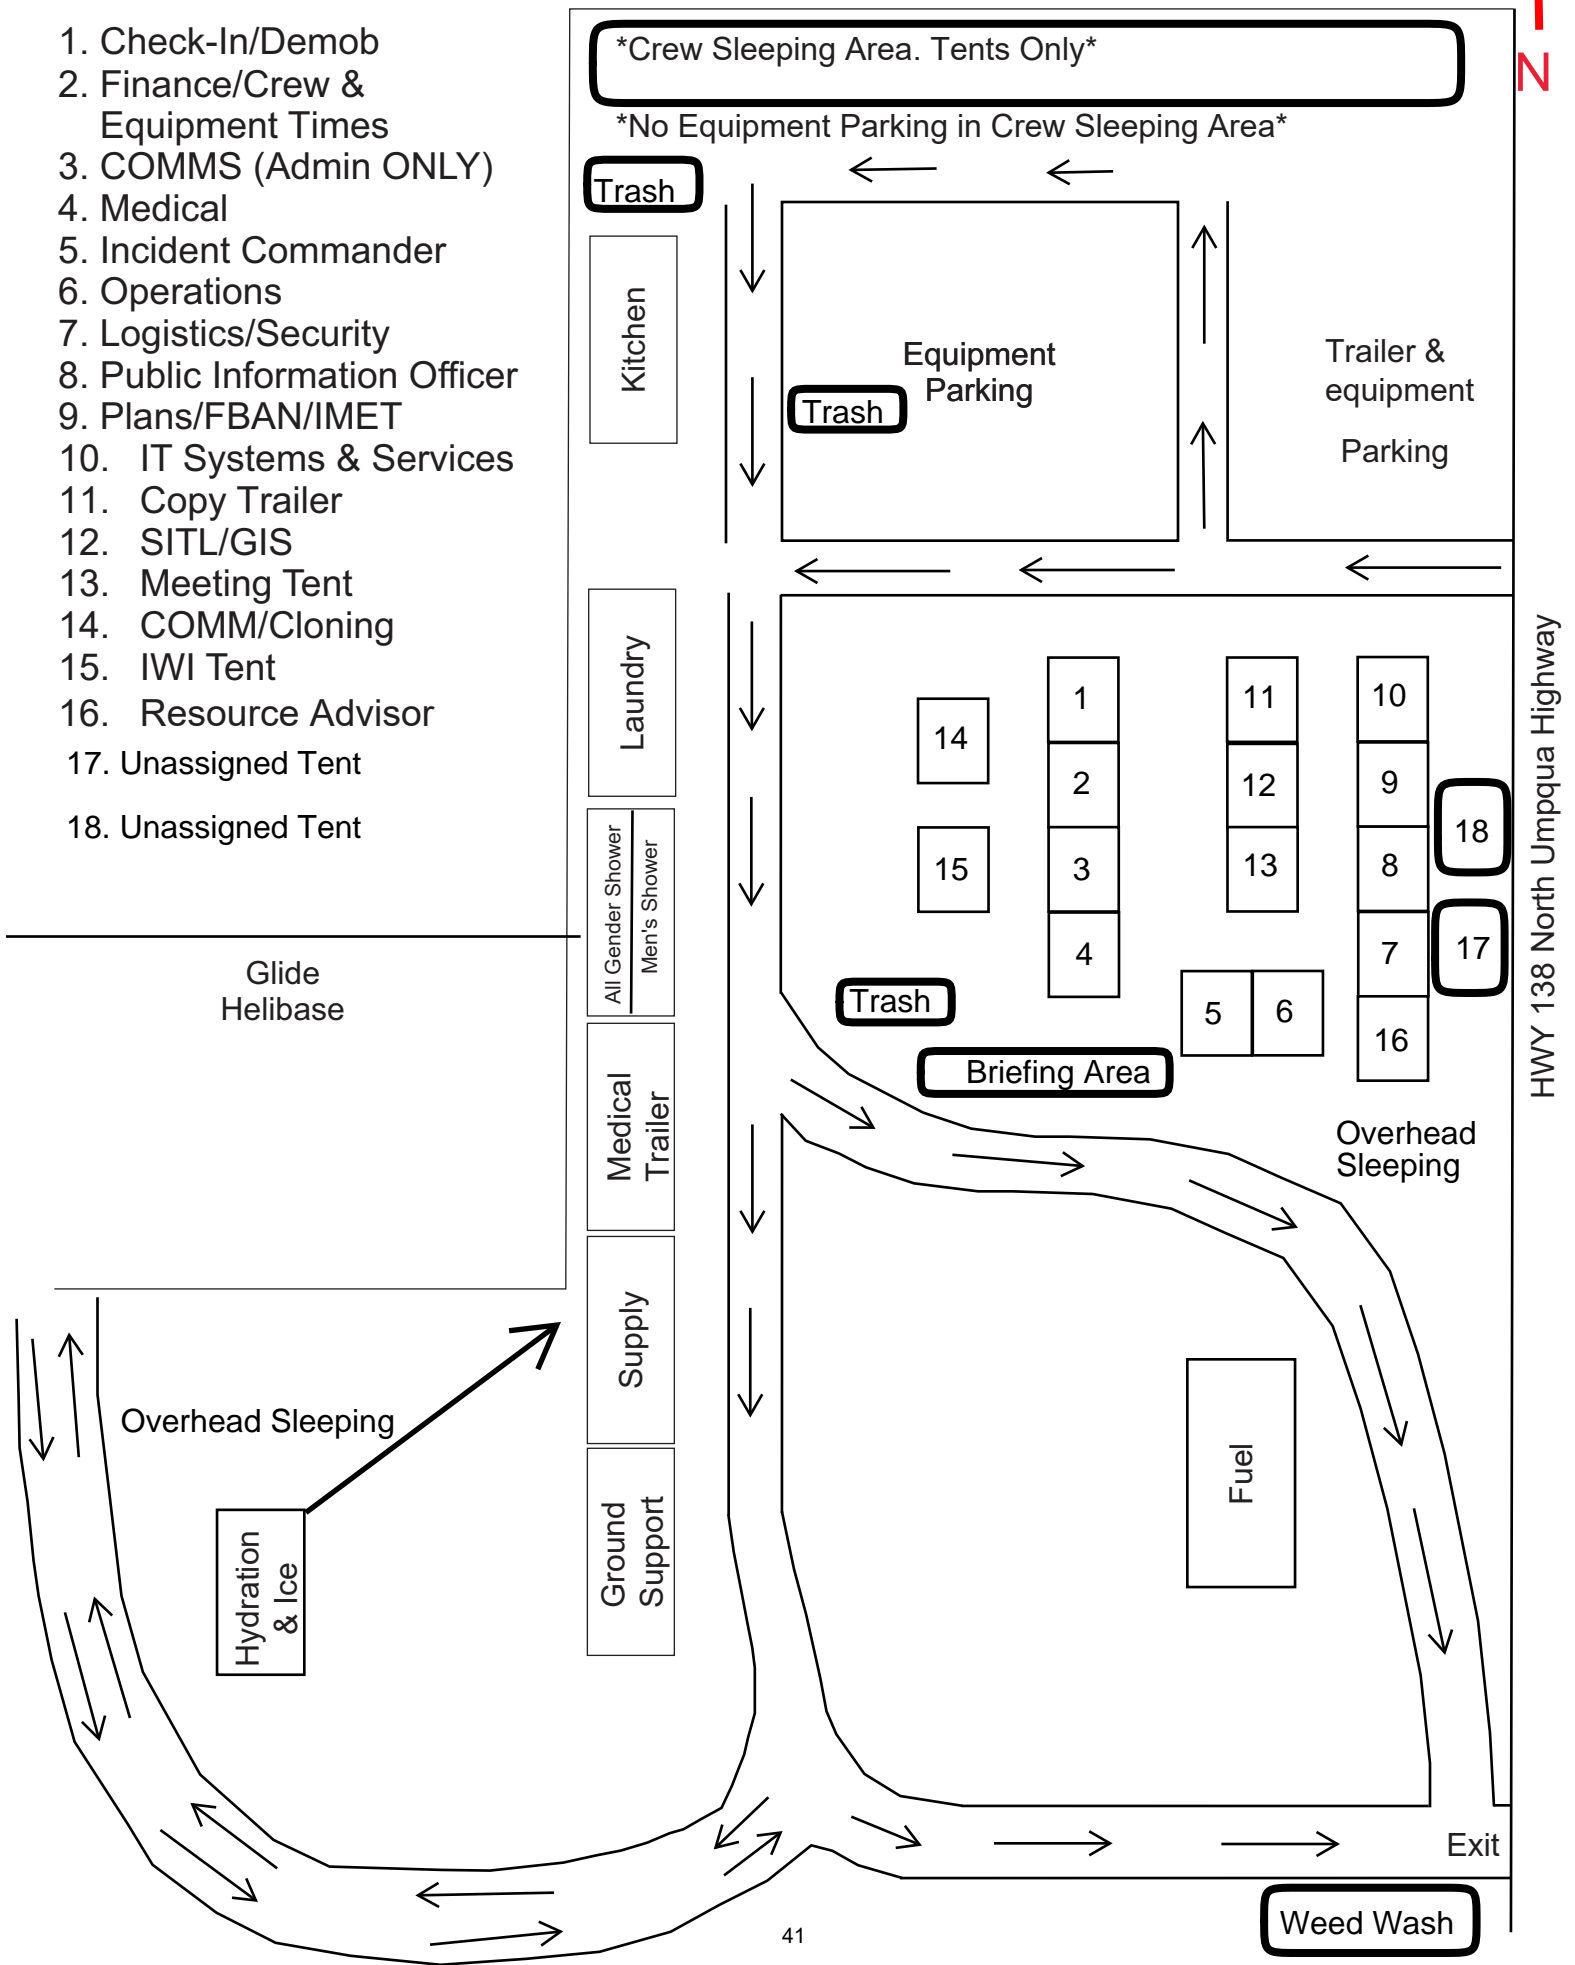 1. Check-In/Demob
2. Finance/Crew &
Equipment Times
3. COMMS (Admin ONLY)
4. Medical
5. Incident Commander
6. Operations
7. Logistics/Security
8. Public Information Officer
9. Plans/FBAN/IMET
10. IT Systems & Services
11. Copy Trailer
12. SITL/GIS
13. Meeting Tent
14. COMM/Cloning
15. IWI Tent
16. Resource Advisor
17. Unassigned Tent
18. Unassigned Tent
*Crew Sleeping Area. Tents Only*
N
*No Equipment Parking in Crew Sleeping Area*
Trash
Kitchen
Equipment
Parking
Trash
Trailer &
equipment
Parking
Laundry
1
11
10
14
2
12
9
18
15
3
13
8
4
7
17
5
6
16
HWY 138 North Umpqua Highway
All Gender Shower
Men's Shower
Glide
Helibase
Trash
Briefing Area
Medical
Trailer
Overhead
Sleeping
Supply
Overhead Sleeping
Fuel
Ground
Support
Hydration
& Ice
Exit
Weed Wash
41